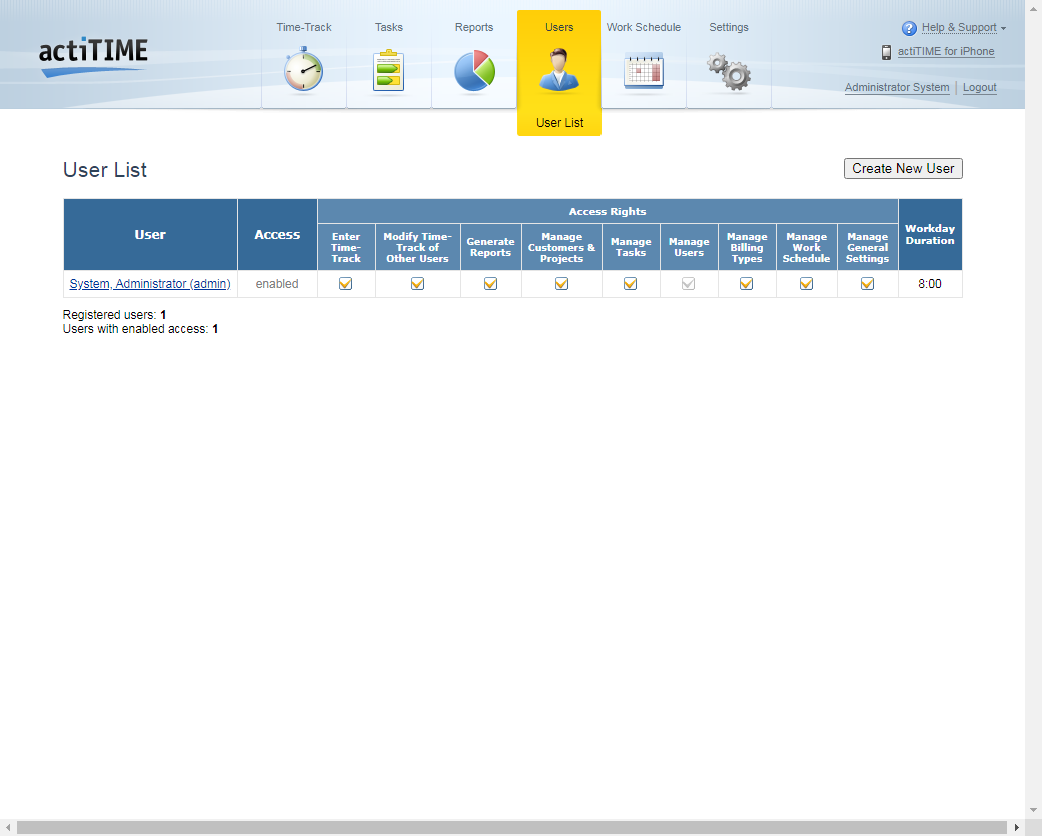 actiTIME
Time-Track
Tasks
Reports
Users
Work Schedule
Settings
Help & Support
actiTIME for iPhone
Administrator System
Logout
User List
User List
Create New User
User
Access
Access Rights
Workday
Duration
Enter
Time-
Track
Modify Time-
Track of
Other Users
Generate
Reports
Manage
Customers &
Projects
Manage
Tasks
Manage
Users
Manage
Billing
Types
Manage
Work
Schedule
Manage
General
Settings
System, Administrator (admin)
enabled
8:00
Registered users: 1
Users with enabled access: 1